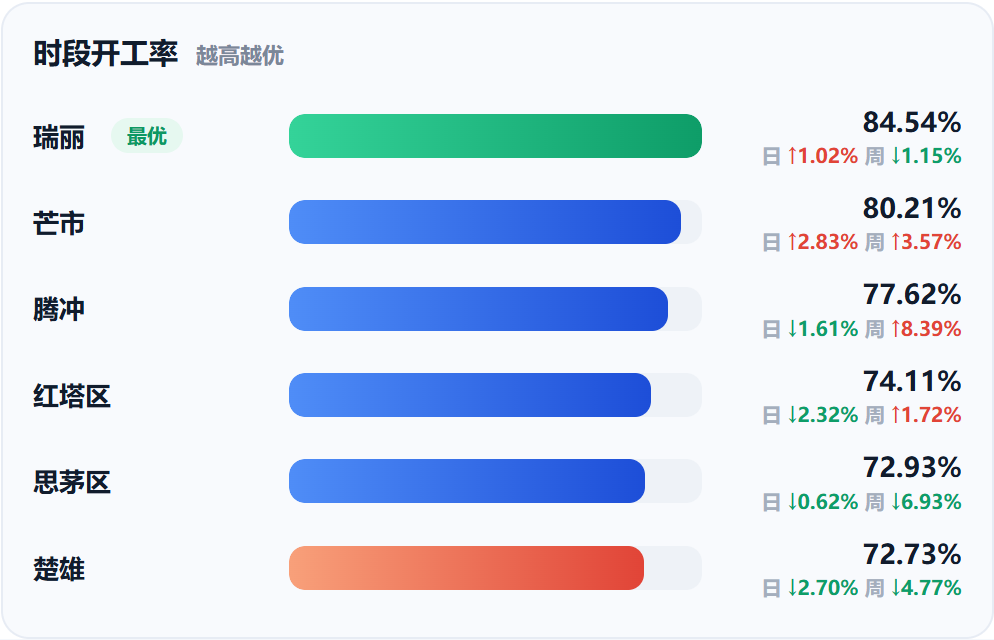 时段开工率 越高越优
瑞丽 最优 84.54%
日 ↑1.02% 周 ↓1.15%
芒市 80.21%
日 ↑2.83% 周 ↑3.57%
腾冲 77.62%
日 ↓1.61% 周 ↑8.39%
红塔区 74.11%
日 ↓2.32% 周 ↑1.72%
思茅区 72.93%
日 ↓0.62% 周 ↓6.93%
楚雄 72.73%
日 ↓2.70% 周 ↓4.77%